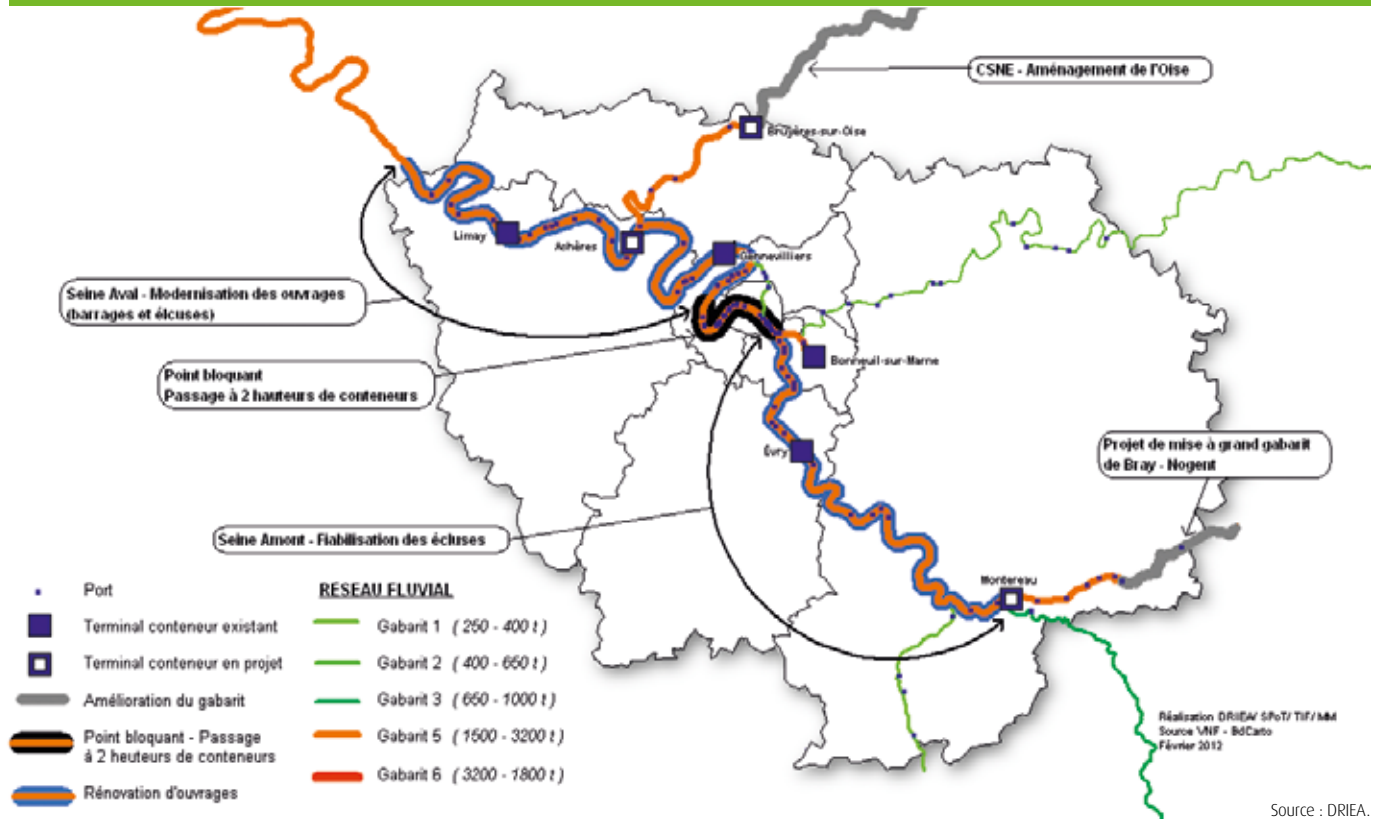 CSNE - Aménagement de l'Oise
Bruyères-sur-Oise
Limay
Achères
Gennevilliers
Seine Aval - Modernisation des ouvrages
(barrages et élcuses)
Point bloquant
Passage à 2 hauteurs de conteneurs
Bonneuil-sur-Marne
Projet de mise à grand gabarit
de Bray - Nogent
Évry
Seine Amont - Fiabilisation des écluses
Montereau
Port
Terminal conteneur existant
Terminal conteneur en projet
Amélioration du gabarit
Point bloquant - Passage
à 2 heuteurs de conteneurs
Rénovation d'ouvrages
RESEAU FLUVIAL
Gabarit 1 ( 250 - 400 t )
Gabarit 2 ( 400 - 650 t )
Gabarit 3 ( 650 - 1000 t )
Gabarit 5 ( 1500 - 3200 t )
Gabarit 6 ( 3200 - 1800 t )
Réalisation DRIEA/ SPoT/ TIF/ MM
Source VNF - BdCarto
Février 2012
Source : DRIEA.